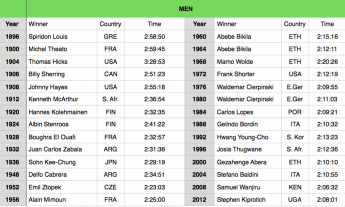 MEN
Year Winner Country Time Year Winner Country Time
1896 Spiridon Louis GRE 2:58:50 1960 Abebe Bikila ETH 2:15:16
1900 Michel Theato FRA 2:59:45 1964 Abebe Bikila ETH 2:12:11
1904 Thomas Hicks USA 3:28:53 1968 Mamo Wolde ETH 2:20:26
1906 Billy Sherring CAN 2:51:23 1972 Frank Shorter USA 2:12:19
1908 Johnny Hayes USA 2:55:18 1976 Waldemar Cierpinski E.Ger 2:09:55
1912 Kenneth McArthur S. Afr. 2:36:54 1980 Waldemar Cierpinski E.Ger 2:11:03
1920 Hannes Kolehmainen FIN 2:32:35 1984 Carlos Lopes POR 2:09:21
1924 Albin Stenroos FIN 2:41:22 1988 Gelindo Bordin ITA 2:10:32
1928 Boughra El Ouafi FRA 2:32:57 1992 Hwang Young-Cho S. Kor 2:13:23
1932 Juan Carlos Zabala ARG 2:31:36 1996 Josia Thugwane S. Afr. 2:12:36
1936 Sohn Kee-Chung JPN 2:29:19 2000 Gezahenge Abera ETH 2:10:10
1948 Delfo Cabrera ARG 2:34:51 2004 Stefano Baldini ITA 2:10:55
1952 Emil Ztopek CZE 2:23:03 2008 Samuel Wanjiru KEN 2:06:32
1956 Alain Mimoun FRA 2:25:00 2012 Stephen Kiprotich UGA 2:08:01